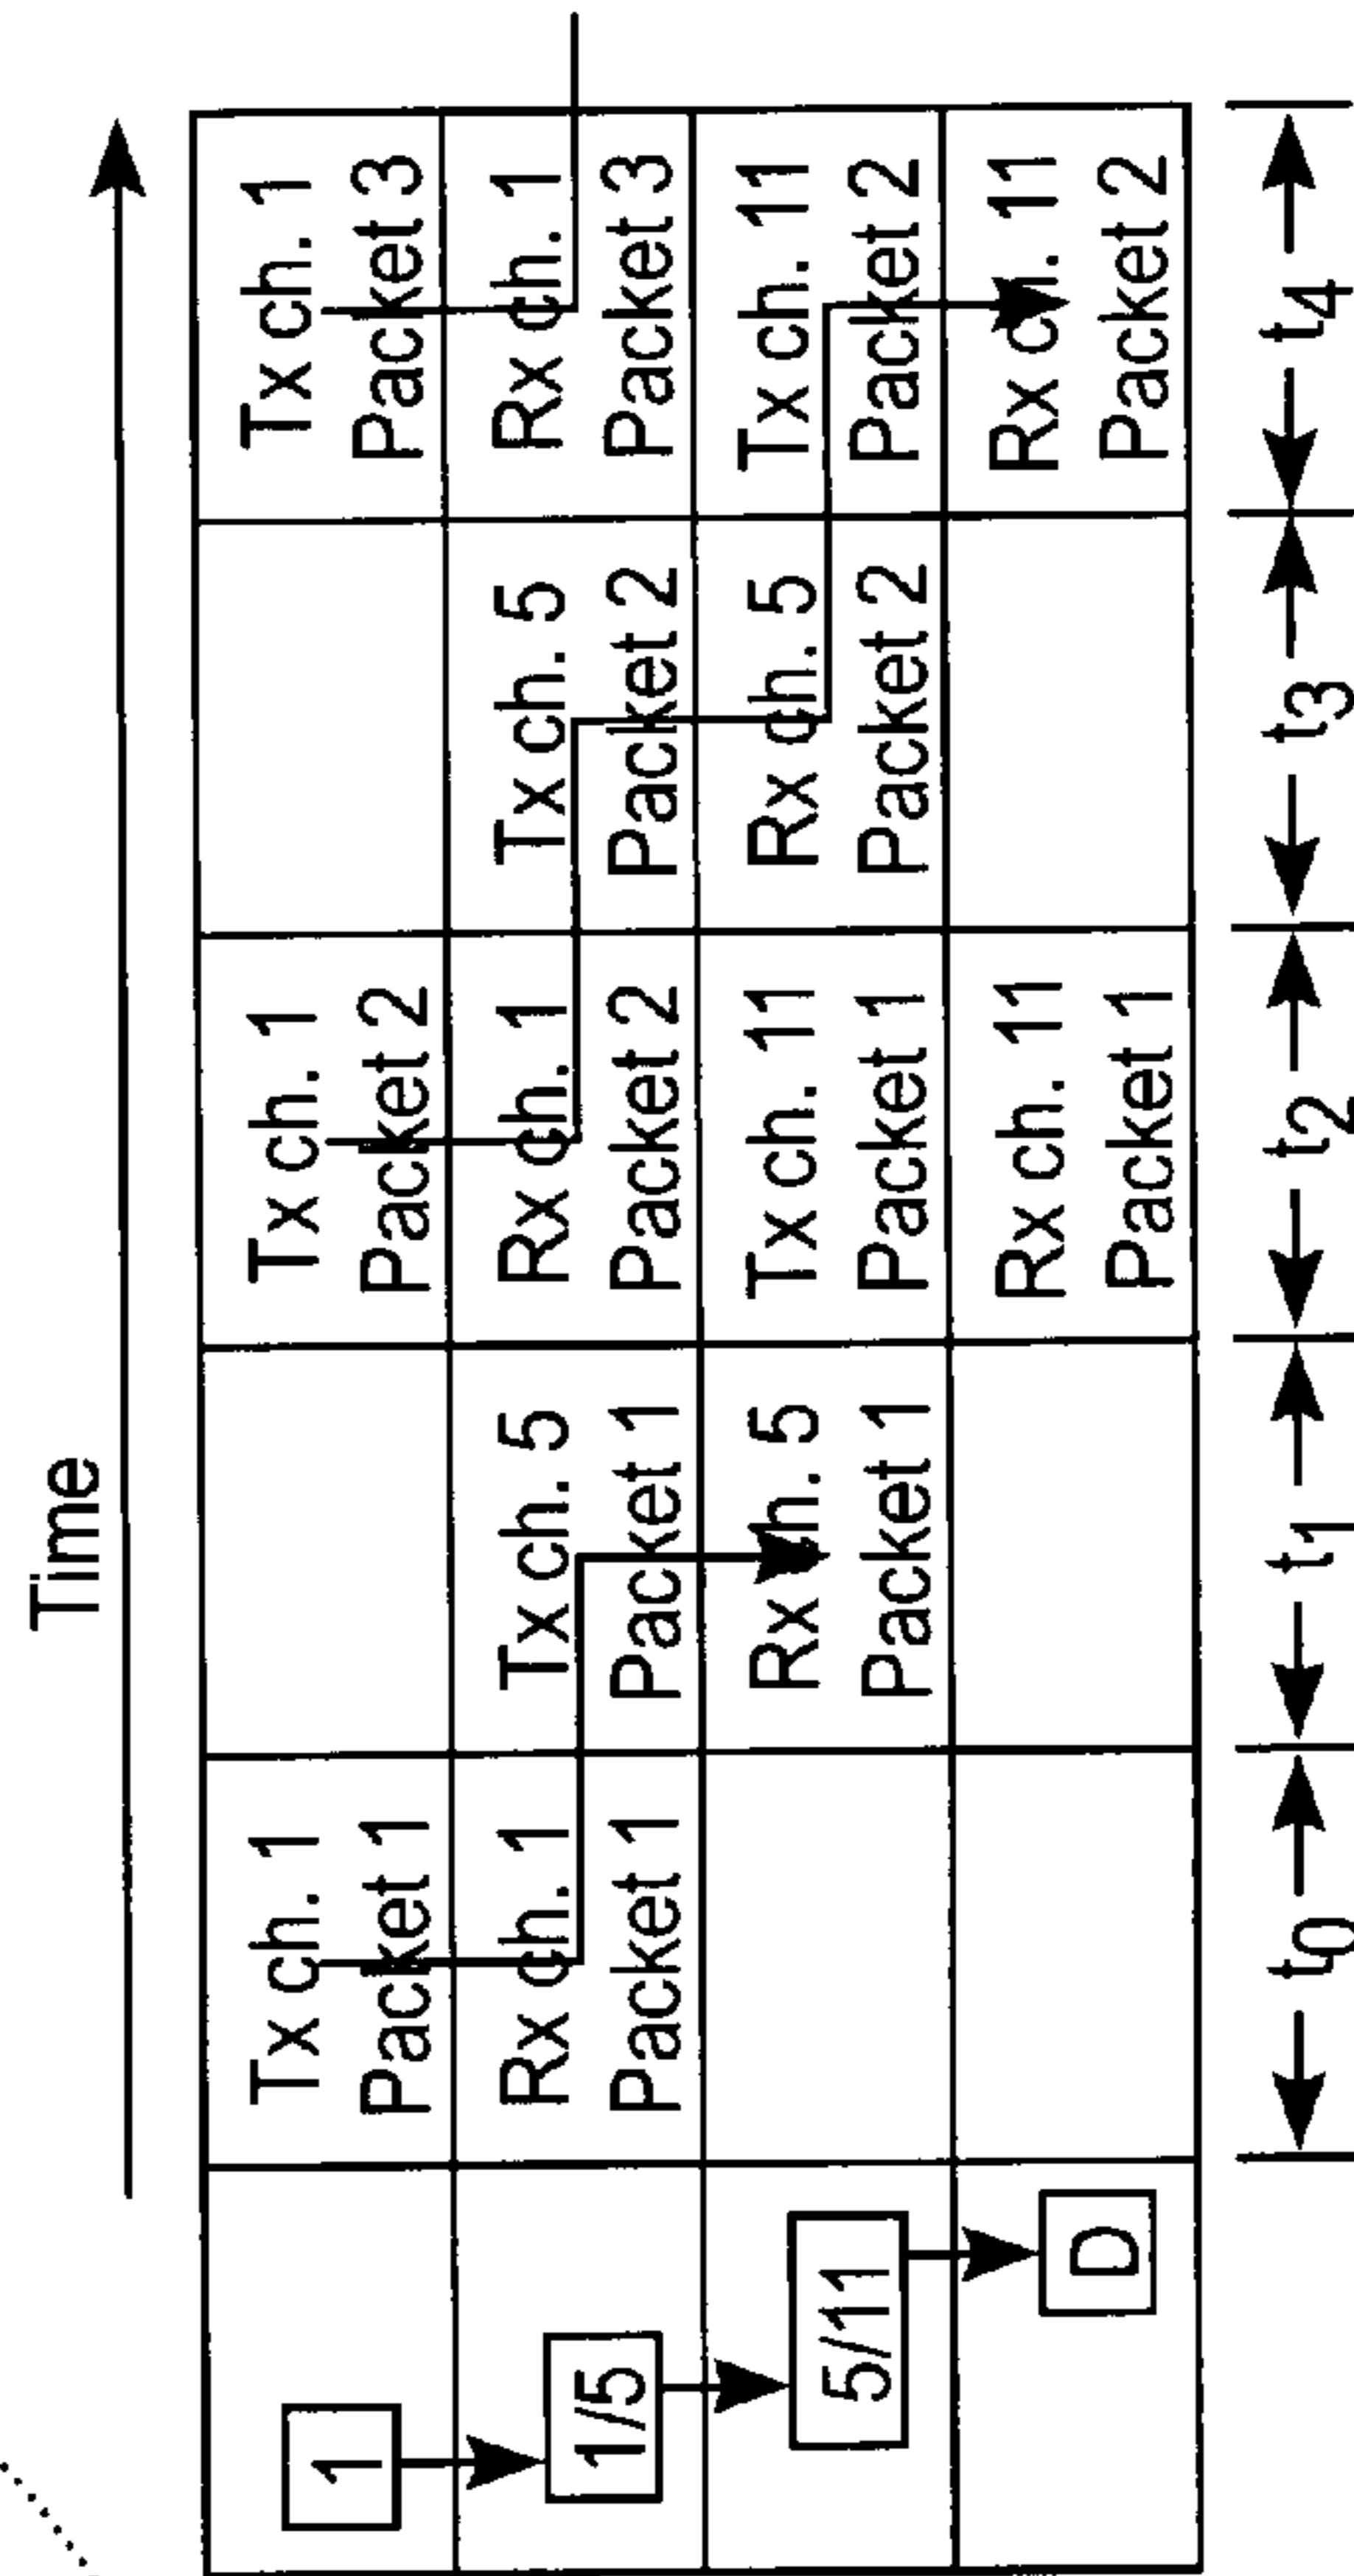 Time
1
Tx ch. 1
Packet 1
Tx ch. 1
Packet 2
Tx ch. 1
Packet 3
1/5
Rx ch. 1
Packet 1
Tx ch. 5
Packet 1
Rx ch. 1
Packet 2
Tx ch. 5
Packet 2
Rx ch. 1
Packet 3
5/11
Rx ch. 5
Packet 1
Tx ch. 11
Packet 1
Rx ch. 5
Packet 2
Tx ch. 11
Packet 2
D
Rx ch. 11
Packet 1
Rx ch. 11
Packet 2
t0
t1
t2
t3
t4